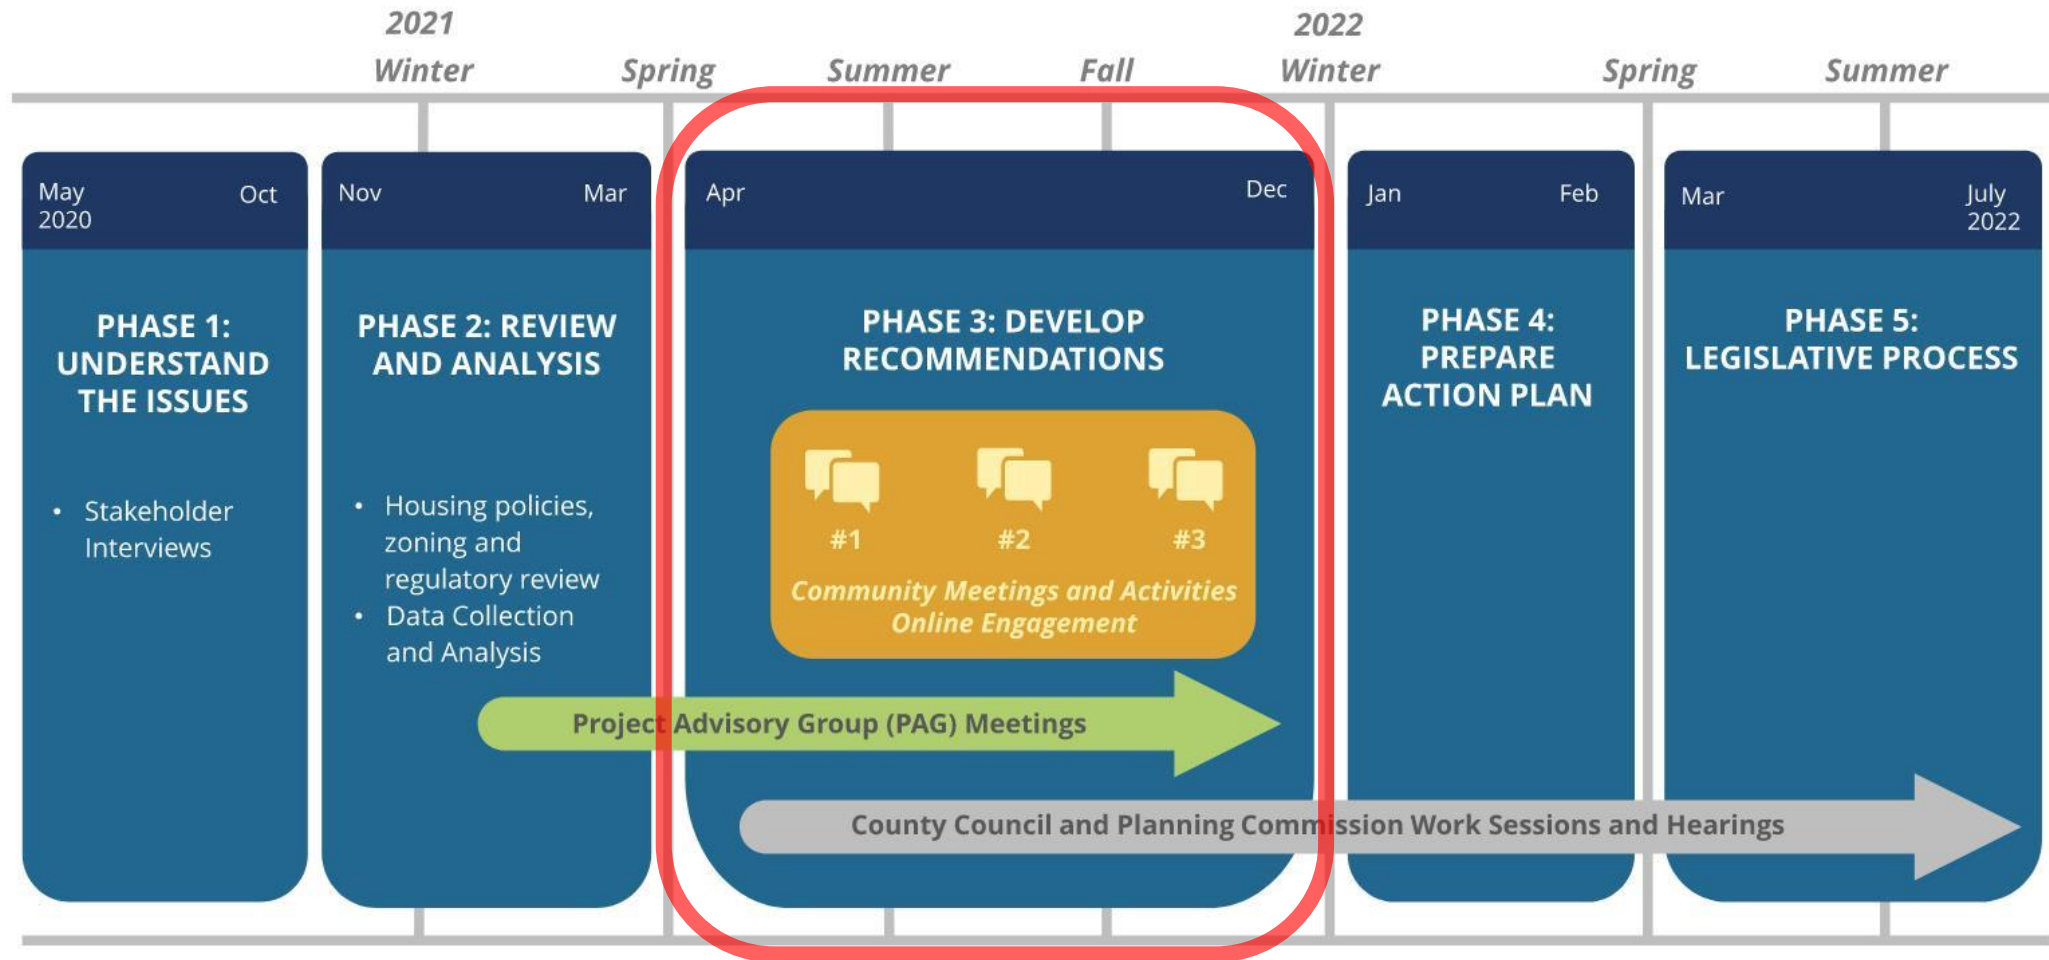 2021
2022
Winter
Spring
Summer
Fall
Winter
Spring
Summer
May
2020
Oct
PHASE 1:
UNDERSTAND
THE ISSUES
• Stakeholder
Interviews
Nov
Mar
PHASE 2: REVIEW
AND ANALYSIS
• Housing policies,
zoning and
regulatory review
• Data Collection
and Analysis
Apr
Dec
PHASE 3: DEVELOP
RECOMMENDATIONS
#1
#2
#3
Community Meetings and Activities
Online Engagement
Project Advisory Group (PAG) Meetings
County Council and Planning Commission Work Sessions and Hearings
Jan
Feb
PHASE 4:
PREPARE
ACTION PLAN
Mar
July
2022
PHASE 5:
LEGISLATIVE PROCESS